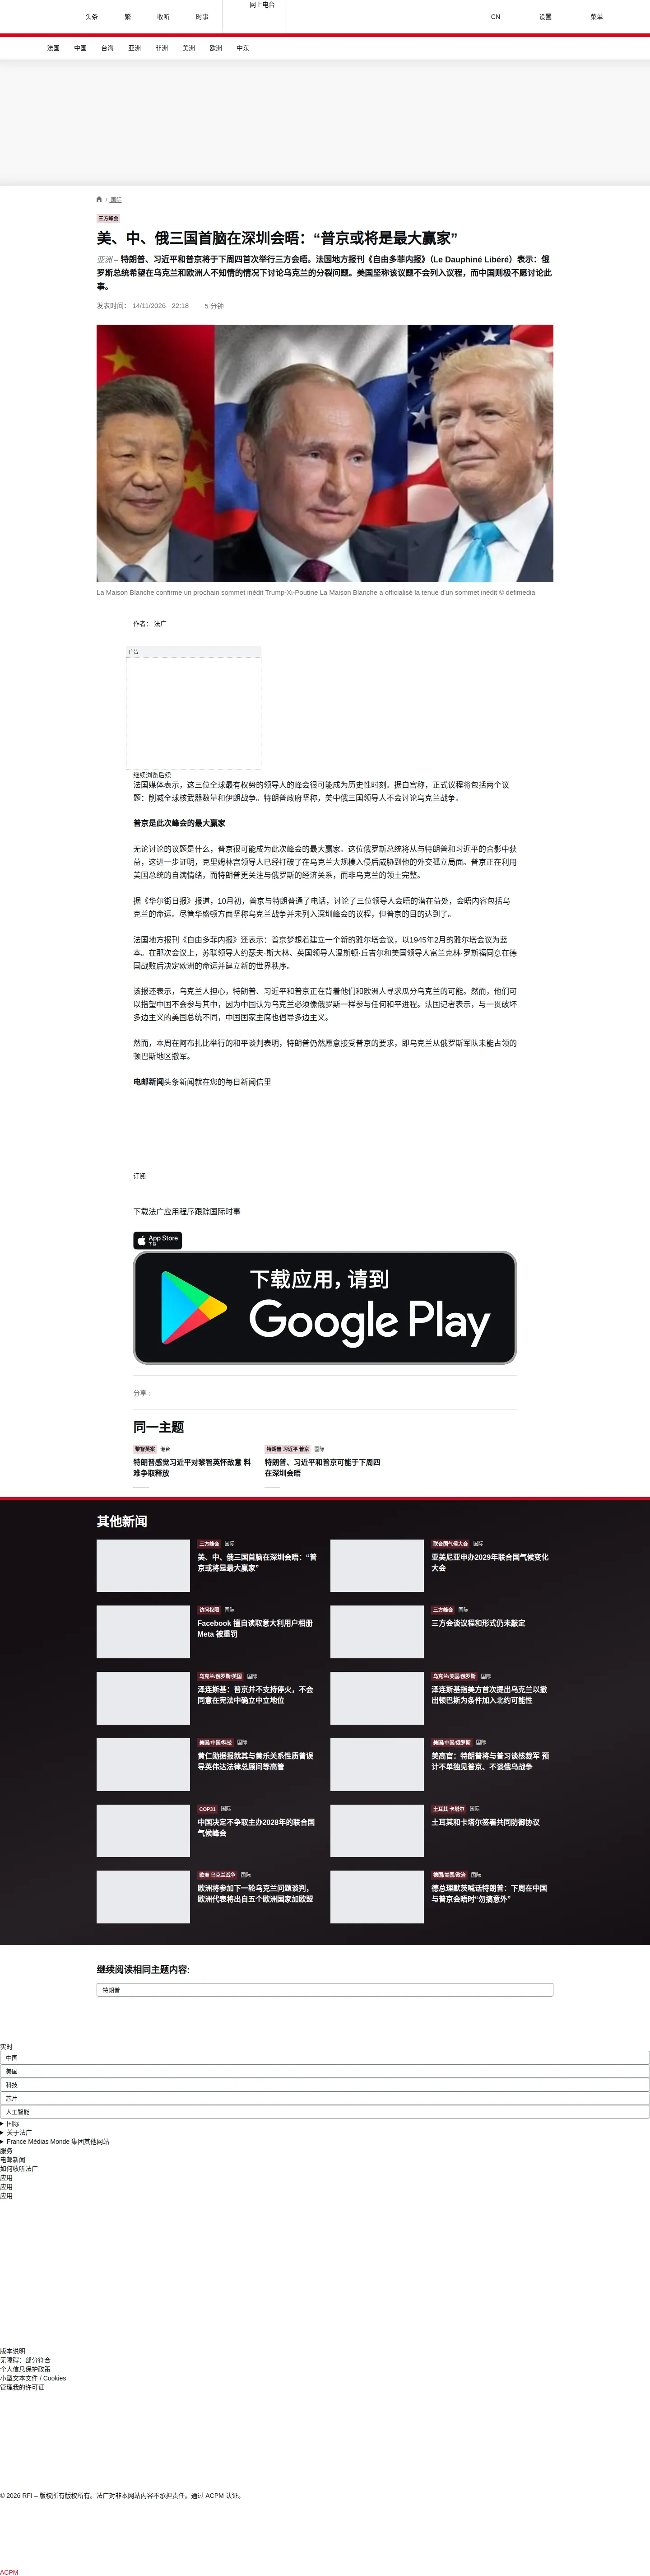 头条
繁
收听
时事
网上电台
CN
设置
菜单
法国
中国
台海
亚洲
非洲
美洲
欧洲
中东
/ 国际
三方峰会
美、中、俄三国首脑在深圳会晤：“普京或将是最大赢家”
亚洲 – 特朗普、习近平和普京将于下周四首次举行三方会晤。法国地方报刊《自由多菲内报》（Le Dauphiné Libéré）表示：俄
罗斯总统希望在乌克兰和欧洲人不知情的情况下讨论乌克兰的分裂问题。美国坚称该议题不会列入议程，而中国则极不愿讨论此
事。
发表时间： 14/11/2026 - 22:18
5 分钟
La Maison Blanche confirme un prochain sommet inédit Trump-Xi-Poutine La Maison Blanche a officialisé la tenue d'un sommet inédit © defimedia
作者： 法广
广告
继续浏览后续
法国媒体表示，这三位全球最有权势的领导人的峰会很可能成为历史性时刻。据白宫称，正式议程将包括两个议
题：削减全球核武器数量和伊朗战争。特朗普政府坚称，美中俄三国领导人不会讨论乌克兰战争。
普京是此次峰会的最大赢家
无论讨论的议题是什么，普京很可能成为此次峰会的最大赢家。这位俄罗斯总统将从与特朗普和习近平的合影中获
益，这进一步证明，克里姆林宫领导人已经打破了在乌克兰大规模入侵后威胁到他的外交孤立局面。普京正在利用
美国总统的自满情绪，而特朗普更关注与俄罗斯的经济关系，而非乌克兰的领土完整。
据《华尔街日报》报道，10月初，普京与特朗普通了电话，讨论了三位领导人会晤的潜在益处，会晤内容包括乌
克兰的命运。尽管华盛顿方面坚称乌克兰战争并未列入深圳峰会的议程，但普京的目的达到了。
法国地方报刊《自由多菲内报》还表示：普京梦想着建立一个新的雅尔塔会议，以1945年2月的雅尔塔会议为蓝
本。在那次会议上，苏联领导人约瑟夫·斯大林、英国领导人温斯顿·丘吉尔和美国领导人富兰克林·罗斯福同意在德
国战败后决定欧洲的命运并建立新的世界秩序。
该报还表示，乌克兰人担心，特朗普、习近平和普京正在背着他们和欧洲人寻求瓜分乌克兰的可能。然而，他们可
以指望中国不会参与其中，因为中国认为乌克兰必须像俄罗斯一样参与任何和平进程。法国记者表示，与一贯破坏
多边主义的美国总统不同，中国国家主席也倡导多边主义。
然而，本周在阿布扎比举行的和平谈判表明，特朗普仍然愿意接受普京的要求，即乌克兰从俄罗斯军队未能占领的
顿巴斯地区撤军。
电邮新闻头条新闻就在您的每日新闻信里
订阅
下载法广应用程序跟踪国际时事
App Store
下载
下载应用，请到
Google Play
分享 :
同一主题
黎智英案 港台
特朗普感觉习近平对黎智英怀敌意 料
难争取释放
特朗普 习近平 普京 国际
特朗普、习近平和普京可能于下周四
在深圳会晤
其他新闻
三方峰会 国际
美、中、俄三国首脑在深圳会晤：“普
京或将是最大赢家”
联合国气候大会 国际
亚美尼亚申办2029年联合国气候变化
大会
访问权限 国际
Facebook 擅自读取意大利用户相册
Meta 被重罚
三方峰会 国际
三方会谈议程和形式仍未敲定
乌克兰/俄罗斯/美国 国际
泽连斯基：普京并不支持停火，不会
同意在宪法中确立中立地位
乌克兰/美国/俄罗斯 国际
泽连斯基指美方首次提出乌克兰以撤
出顿巴斯为条件加入北约可能性
美国/中国/科技 国际
黄仁勋据报就其与黄乐关系性质曾误
导英伟达法律总顾问等高管
美国/中国/俄罗斯 国际
美高官：特朗普将与普习谈核裁军 预
计不单独见普京、不谈俄乌战争
COP31 国际
中国决定不争取主办2028年的联合国
气候峰会
土耳其 卡塔尔 国际
土耳其和卡塔尔签署共同防御协议
欧洲 乌克兰战争 国际
欧洲将参加下一轮乌克兰问题谈判，
欧洲代表将出自五个欧洲国家加欧盟
德国/美国/政治 国际
德总理默茨喊话特朗普：下周在中国
与普京会晤时“勿搞意外”
继续阅读相同主题内容:
特朗普
实时
中国
美国
科技
芯片
人工智能
国际
关于法广
France Médias Monde 集团其他网站
服务
电邮新闻
如何收听法广
应用
应用
应用
版本说明
无障碍：部分符合
个人信息保护政策
小型文本文件 / Cookies
管理我的许可证
© 2026 RFI – 版权所有版权所有。法广对非本网站内容不承担责任。通过 ACPM 认证。
ACPM